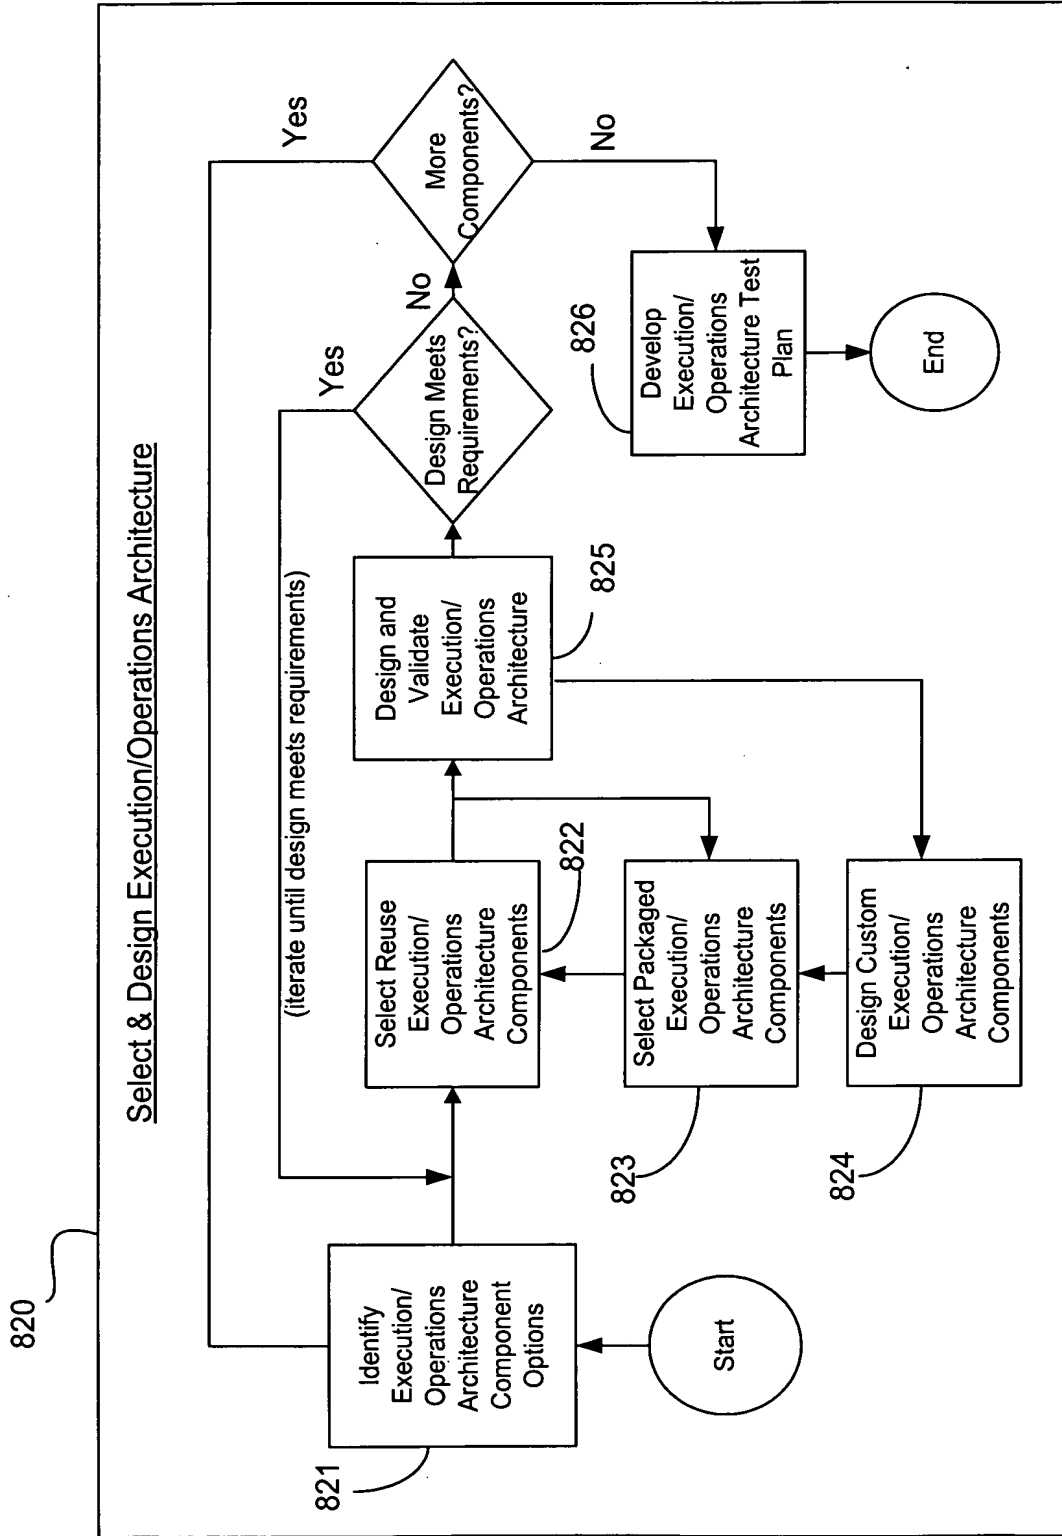 820
Select & Design Execution/Operations Architecture
Yes
(iterate until design meets requirements)
Yes
821
Identify
Execution/
Operations
Architecture
Component
Options
Start
Select Reuse
Execution/
Operations
Architecture
Components
822
823
Select Packaged
Execution/
Operations
Architecture
Components
824
Design Custom
Execution/
Operations
Architecture
Components
Design and
Validate
Execution/
Operations
Architecture
825
Design Meets
Requirements?
No
More
Components?
No
826
Develop
Execution/
Operations
Architecture Test
Plan
End